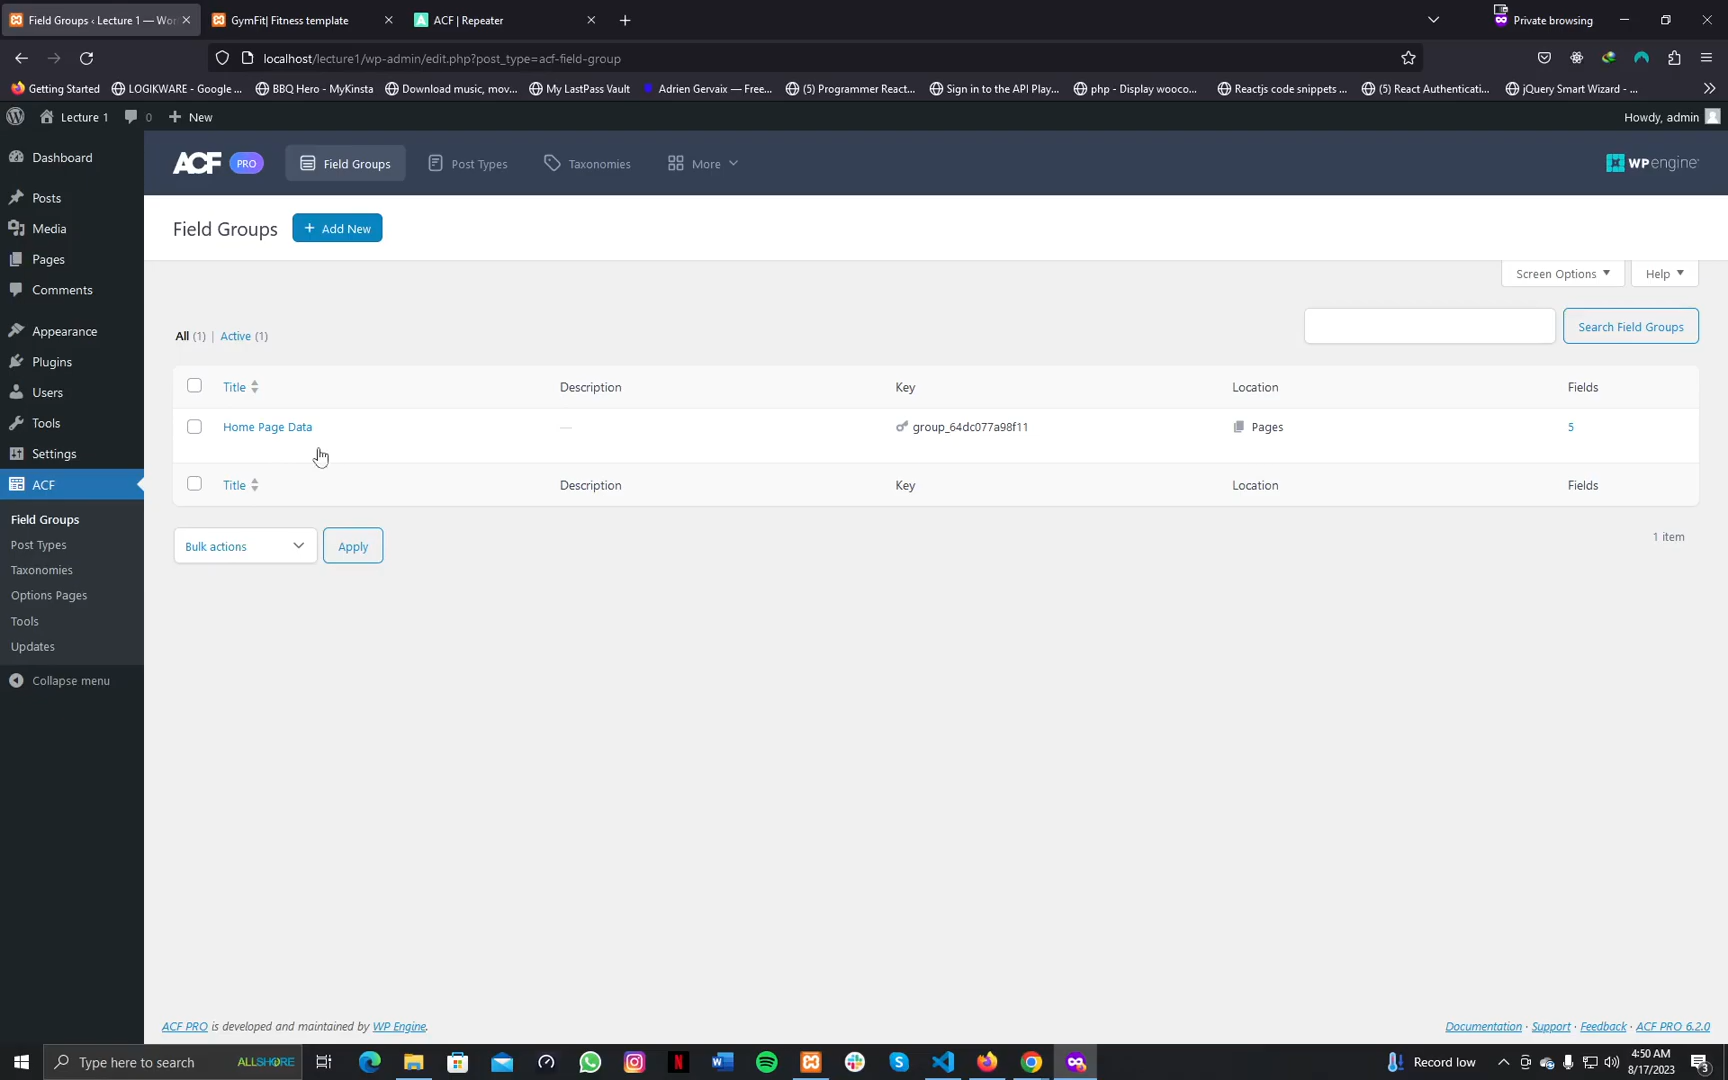 Field Groups ‹ Lecture 1 — Wor
GymFit| Fitness template
ACF | Repeater
Private browsing
localhost/lecture1/wp-admin/edit.php?post_type=acf-field-group
Getting Started
LOGIKWARE - Google ...
BBQ Hero - MyKinsta
Download music, mov...
My LastPass Vault
Adrien Gervaix — Free...
(5) Programmer React...
Sign in to the API Play...
php - Display wooco...
Reactjs code snippets ...
(5) React Authenticati...
jQuery Smart Wizard - ...
Lecture 1
0
New
Howdy, admin
Dashboard
Posts
Media
Pages
Comments
Appearance
Plugins
Users
Tools
Settings
ACF
Field Groups
Post Types
Taxonomies
Options Pages
Tools
Updates
Collapse menu
ACF PRO
Field Groups
Post Types
Taxonomies
More
WP engine
Field Groups
+ Add New
Screen Options
Help
All (1) | Active (1)
Search Field Groups
Title Description Key Location Fields
Home Page Data — group_64dc077a98f11 Pages 5
Title Description Key Location Fields
Bulk actions
Apply
1 item
ACF PRO is developed and maintained by WP Engine.
Documentation · Support · Feedback · ACF PRO 6.2.0
Type here to search
ALLSHORE
Record low
4:50 AM
8/17/2023
3